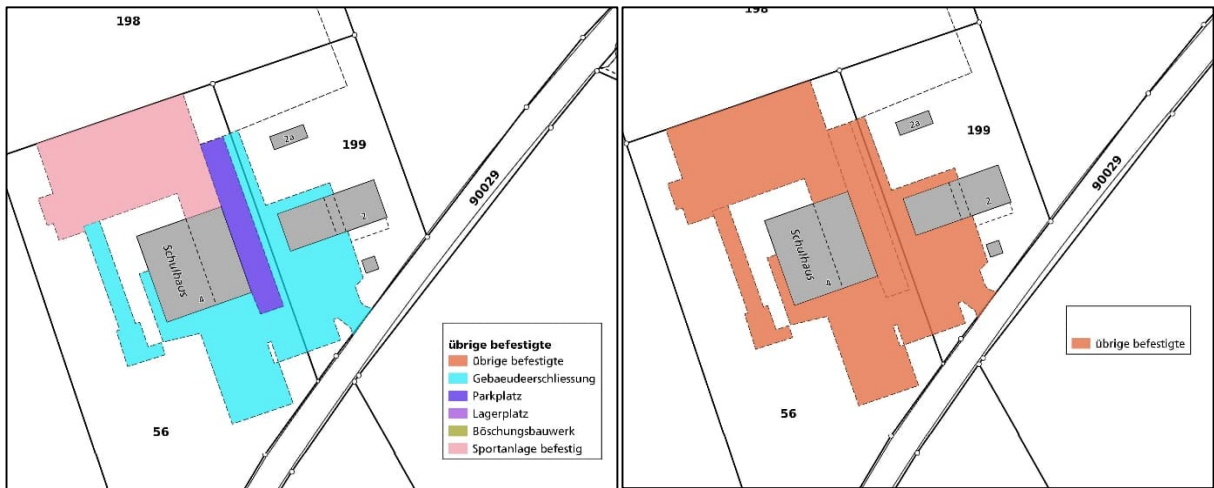 198
199
2a
2
90029
Schulhaus
4
56
übrige befestigte
übrige befestigte
Gebaeudeerschliessung
Parkplatz
Lagerplatz
Böschungsbauwerk
Sportanlage befestig
198
199
2a
2
90029
Schulhaus
4
56
übrige befestigte